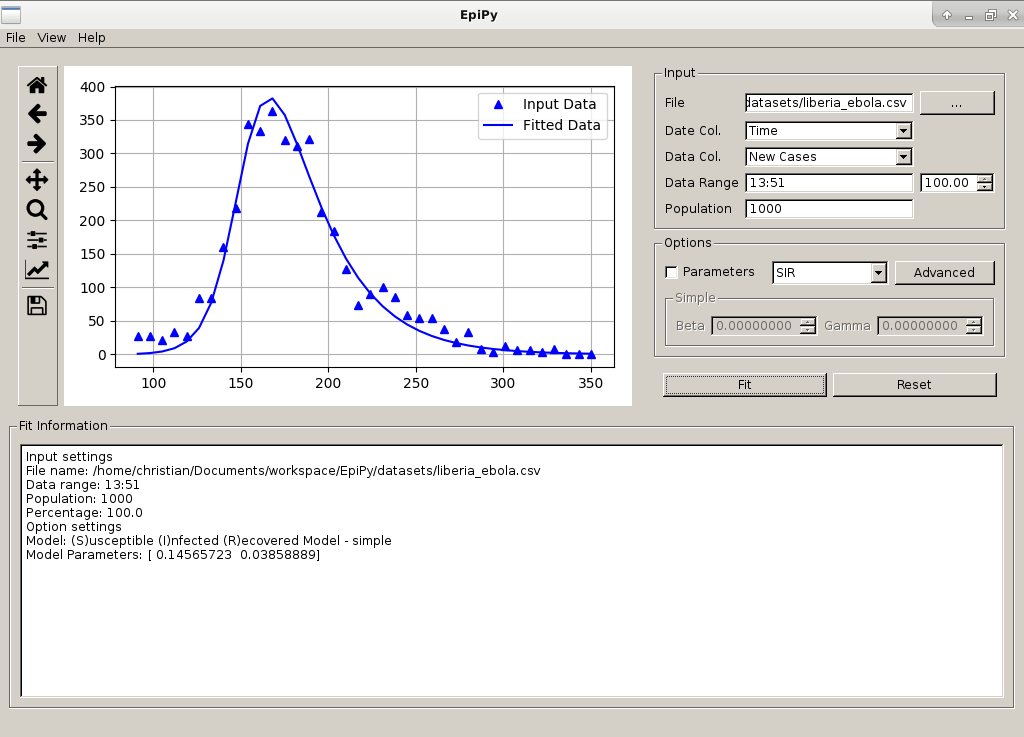 EpiPy
File View Help
400
350
300
250
200
150
100
50
0
100 150 200 250 300 350
Input Data
Fitted Data
Input
File datasets/liberia_ebola.csv ...
Date Col. Time
Data Col. New Cases
Data Range 13:51 100.00
Population 1000
Options
Parameters SIR Advanced
Simple
Beta 0.00000000 Gamma 0.00000000
Fit Reset
Fit Information
Input settings
File name: /home/christian/Documents/workspace/EpiPy/datasets/liberia_ebola.csv
Data range: 13:51
Population: 1000
Percentage: 100.0
Option settings
Model: (S)usceptible (I)nfected (R)ecovered Model - simple
Model Parameters: [ 0.14565723  0.03858889]